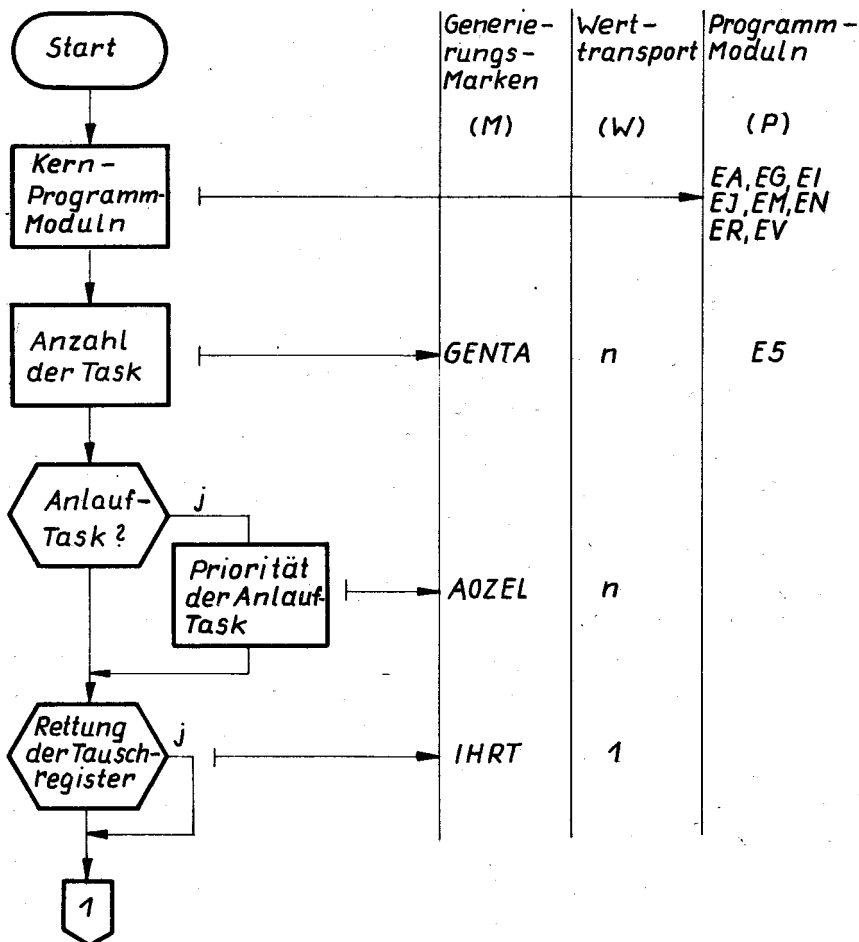 Start
Generie-
rungs-
Marken
(M)
Wert-
transport
(W)
Programm-
Moduln
(P)
Kern-
Programm-
Moduln
EA, EG, EI
EJ, EM, EN
ER, EV
Anzahl
der Task
GENTA
n
E5
Anlauf-
Task?
j
Priorität
der Anlauf-
Task
AOZEL
n
Rettung
der Tausch-
register
j
IHRT
1
1